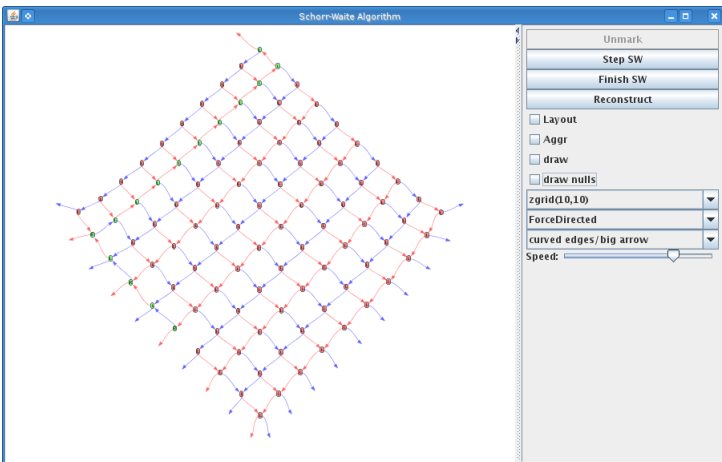 Schorr-Waite Algorithm
Unmark
Step SW
Finish SW
Reconstruct
Layout
Aggr
draw
draw nulls
zgrid(10,10)
ForceDirected
curved edges/big arrow
Speed: